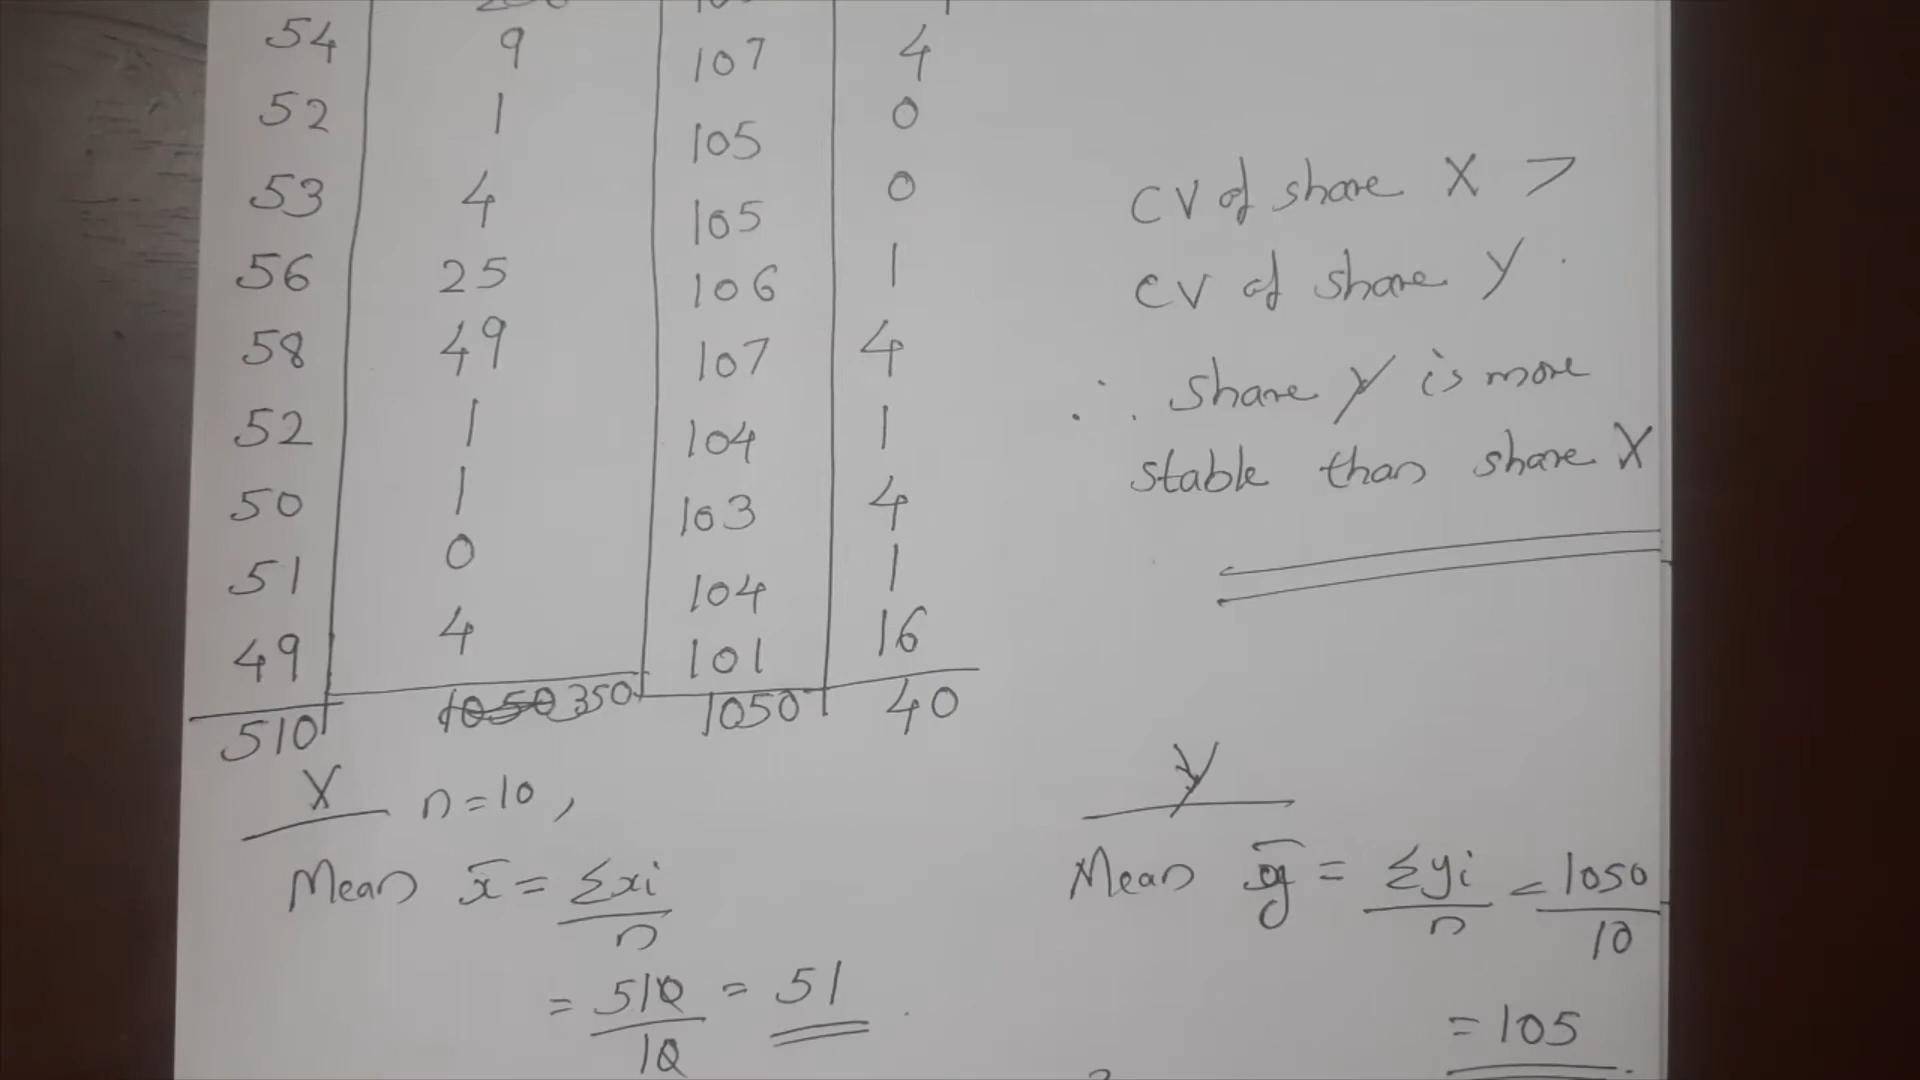 54 9 107 4
52 1 105 0
53 4 105 0
56 25 106 1
58 49 107 4
52 1 104 1
50 1 103 4
51 0 104 1
49 4 101 16
510 350 1050 40
CV of share X >
CV of share Y.
∴ Share Y is more
stable than share X
X n=10,
Mean x̄ = Σxi
n
= 510 = 51
10
Y
Mean ȳ = Σyi = 1050
n 10
= 105